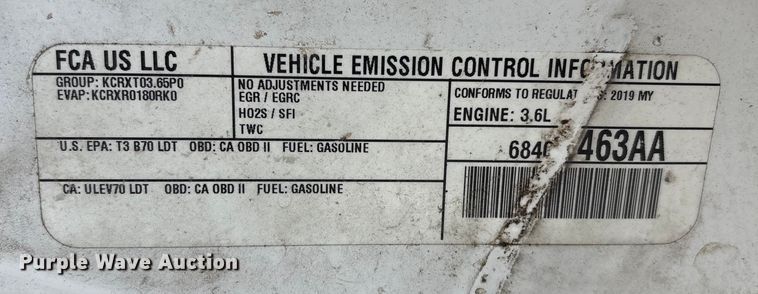 FCA US LLC
VEHICLE EMISSION CONTROL INFORMATION
GROUP: KCRXT03.65P0
EVAP: KCRXR0180RK0
NO ADJUSTMENTS NEEDED
EGR / EGRC
HO2S / SFI
TWC
CONFORMS TO REGULAT S: 2019 MY
ENGINE: 3.6L
U.S. EPA: T3 B70 LDT OBD: CA OBD II FUEL: GASOLINE
CA: ULEV70 LDT OBD: CA OBD II FUEL: GASOLINE
684 463AA
Purple Wave Auction